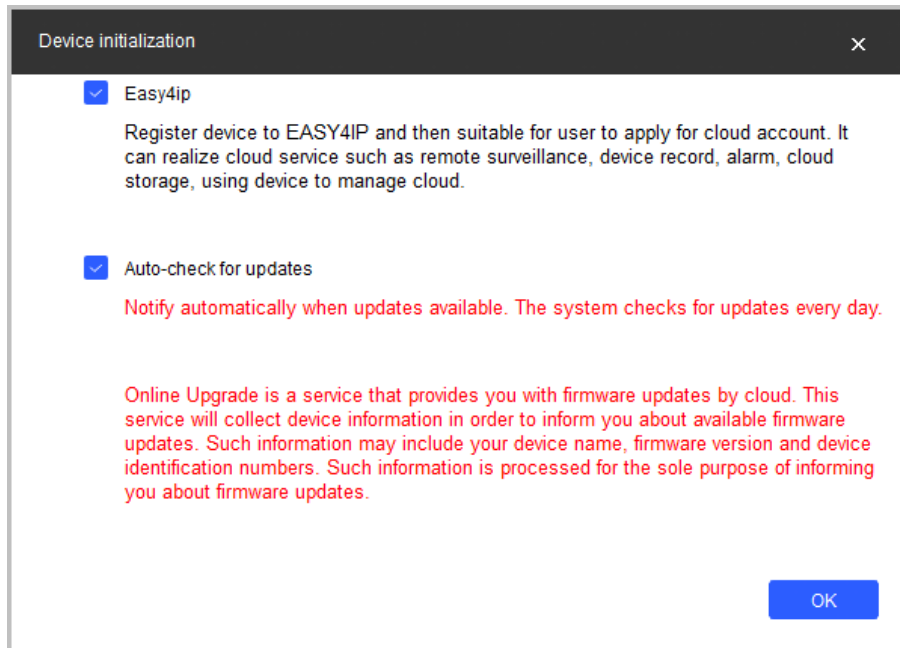 Device initialization
Easy4ip
Register device to EASY4IP and then suitable for user to apply for cloud account. It
can realize cloud service such as remote surveillance, device record, alarm, cloud
storage, using device to manage cloud.
Auto-check for updates
Notify automatically when updates available. The system checks for updates every day.
Online Upgrade is a service that provides you with firmware updates by cloud. This
service will collect device information in order to inform you about available firmware
updates. Such information may include your device name, firmware version and device
identification numbers. Such information is processed for the sole purpose of informing
you about firmware updates.
OK